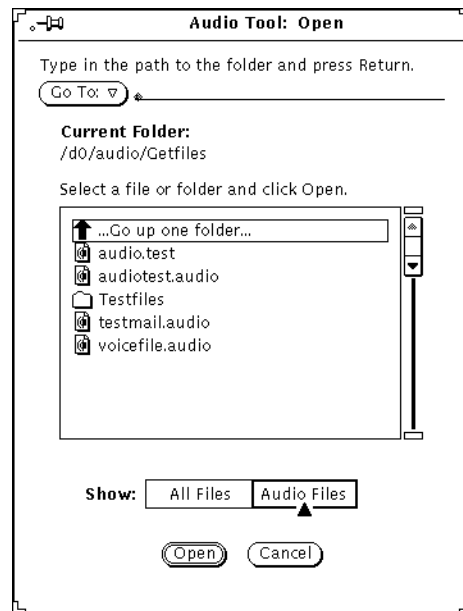 Audio Tool: Open
Type in the path to the folder and press Return.
Go To:
Current Folder:
/d0/audio/Getfiles
Select a file or folder and click Open.
...Go up one folder...
audio.test
audiotest.audio
Testfiles
testmail.audio
voicefile.audio
Show: All Files Audio Files
Open Cancel